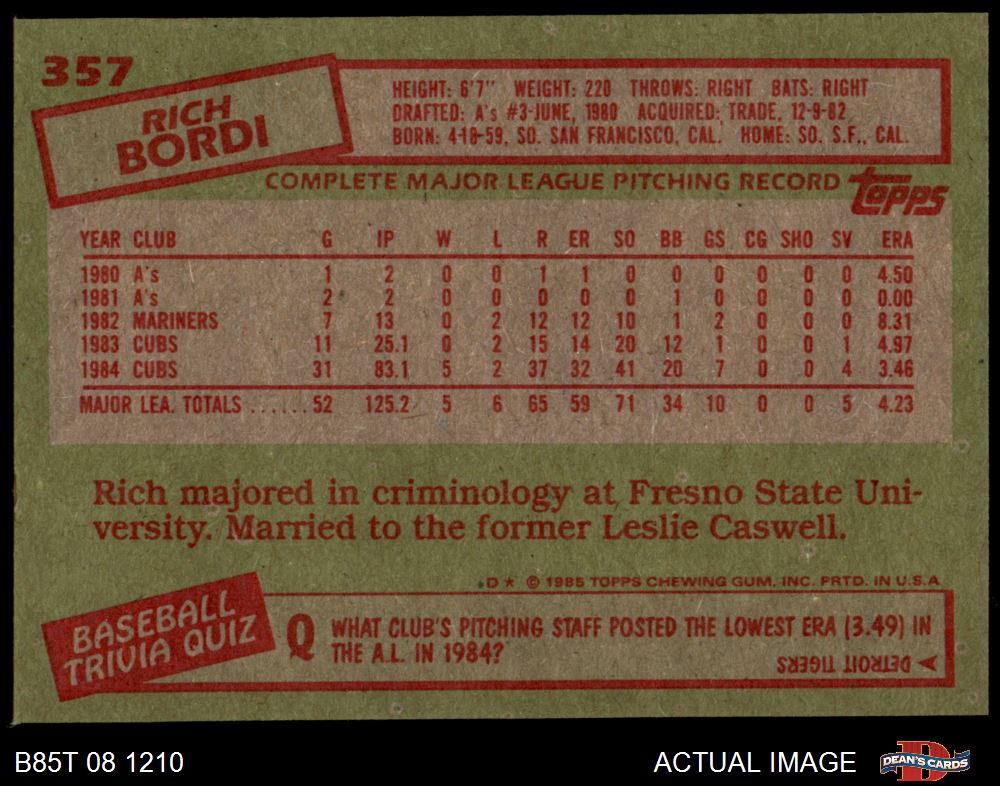 357
RICH
BORDI
HEIGHT: 6'7" WEIGHT: 220 THROWS: RIGHT BATS: RIGHT
DRAFTED: A's #3-JUNE, 1980 ACQUIRED: TRADE, 12-9-82
BORN: 4-18-59, SO. SAN FRANCISCO, CAL. HOME: SO. S.F., CAL.
COMPLETE MAJOR LEAGUE PITCHING RECORD topps
YEAR CLUB G IP W L R ER SO BB GS CG SHO SV ERA
1980 A's 1 2 0 0 1 1 0 0 0 0 0 0 4.50
1981 A's 2 2 0 0 0 0 0 1 0 0 0 0 0.00
1982 MARINERS 7 13 0 2 12 12 10 1 2 0 0 0 8.31
1983 CUBS 11 25.1 0 2 15 14 20 12 1 0 0 1 4.97
1984 CUBS 31 83.1 5 2 37 32 41 20 7 0 0 4 3.46
MAJOR LEA. TOTALS ...... 52 125.2 5 6 65 59 71 34 10 0 0 5 4.23
Rich majored in criminology at Fresno State Uni-
versity. Married to the former Leslie Caswell.
D★ © 1985 TOPPS CHEWING GUM, INC. PRTD. IN U.S.A.
BASEBALL
TRIVIA QUIZ
Q WHAT CLUB'S PITCHING STAFF POSTED THE LOWEST ERA (3.49) IN
THE A.L. IN 1984?
DETROIT TIGERS
B85T 08 1210 ACTUAL IMAGE DEAN'S CARDS